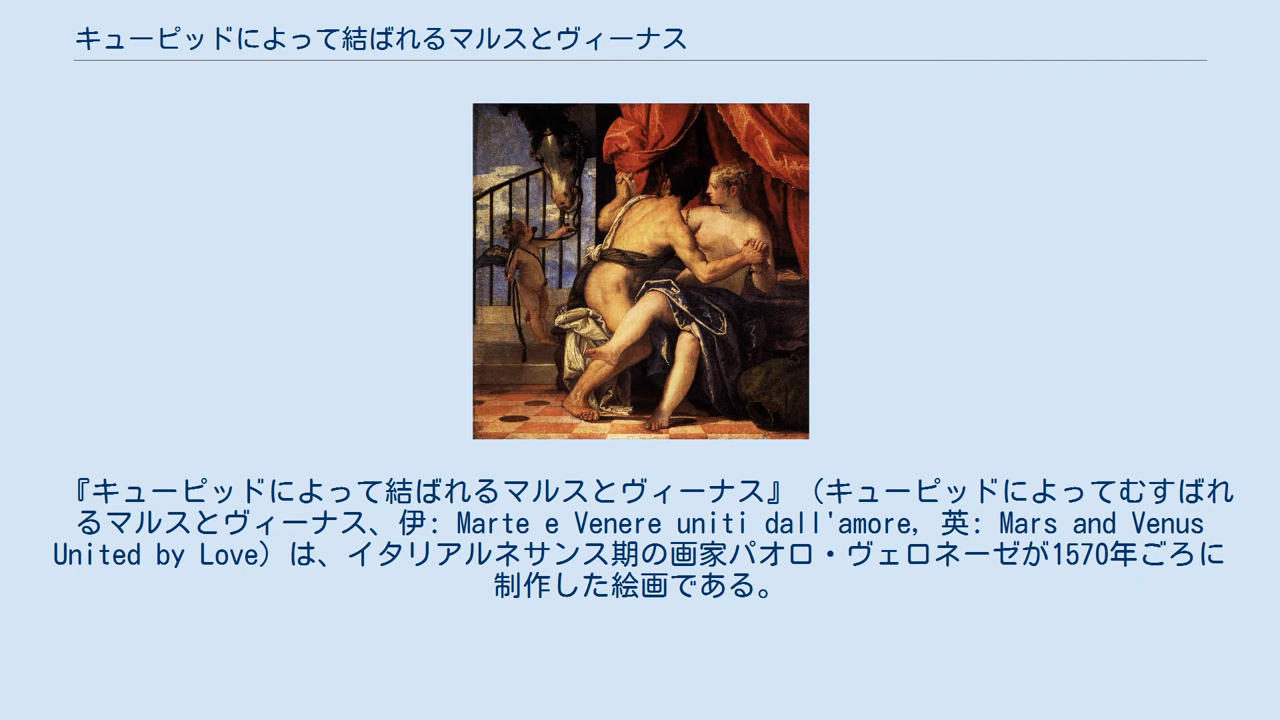 キューピッドによって結ばれるマルスとヴィーナス
『キューピッドによって結ばれるマルスとヴィーナス』（キューピッドによってむすばれ
るマルスとヴィーナス、伊: Marte e Venere uniti dall'amore, 英: Mars and Venus
United by Love）は、イタリアルネサンス期の画家パオロ・ヴェロネーゼが1570年ごろに
制作した絵画である。